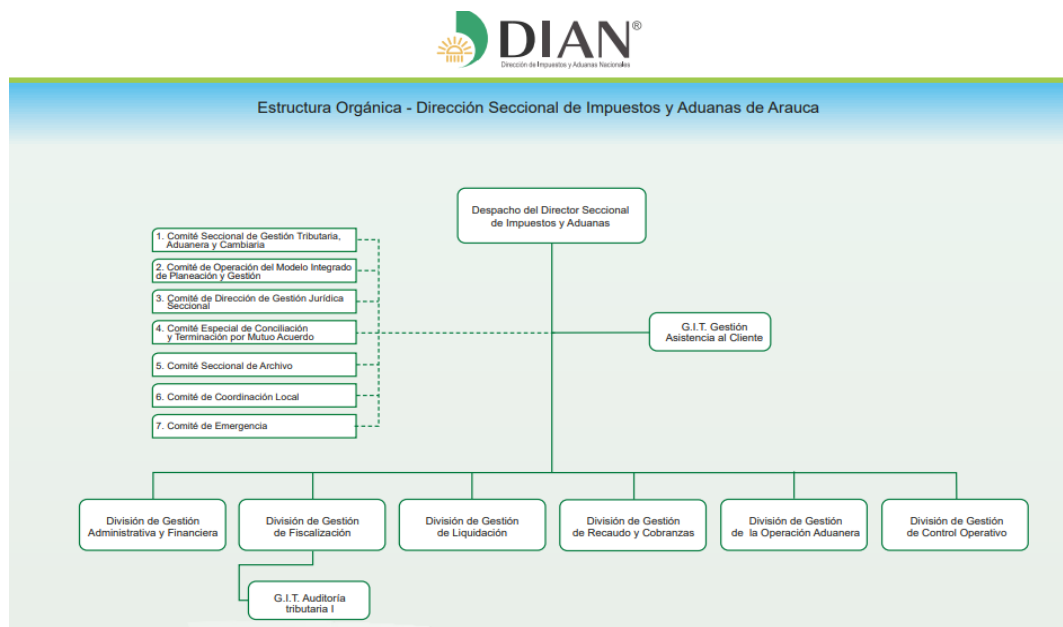 DIAN®
Dirección de Impuestos y Aduanas Nacionales
Estructura Orgánica - Dirección Seccional de Impuestos y Aduanas de Arauca
Despacho del Director Seccional
de Impuestos y Aduanas
1. Comité Seccional de Gestión Tributaria,
Aduanera y Cambiaria
2. Comité de Operación del Modelo Integrado
de Planeación y Gestión
3. Comité de Dirección de Gestión Jurídica
Seccional
4. Comité Especial de Conciliación
y Terminación por Mutuo Acuerdo
5. Comité Seccional de Archivo
6. Comité de Coordinación Local
7. Comité de Emergencia
G.I.T. Gestión
Asistencia al Cliente
División de Gestión
Administrativa y Financiera
División de Gestión
de Fiscalización
División de Gestión
de Liquidación
División de Gestión
de Recaudo y Cobranzas
División de Gestión
de la Operación Aduanera
División de Gestión
de Control Operativo
G.I.T. Auditoría
tributaria I